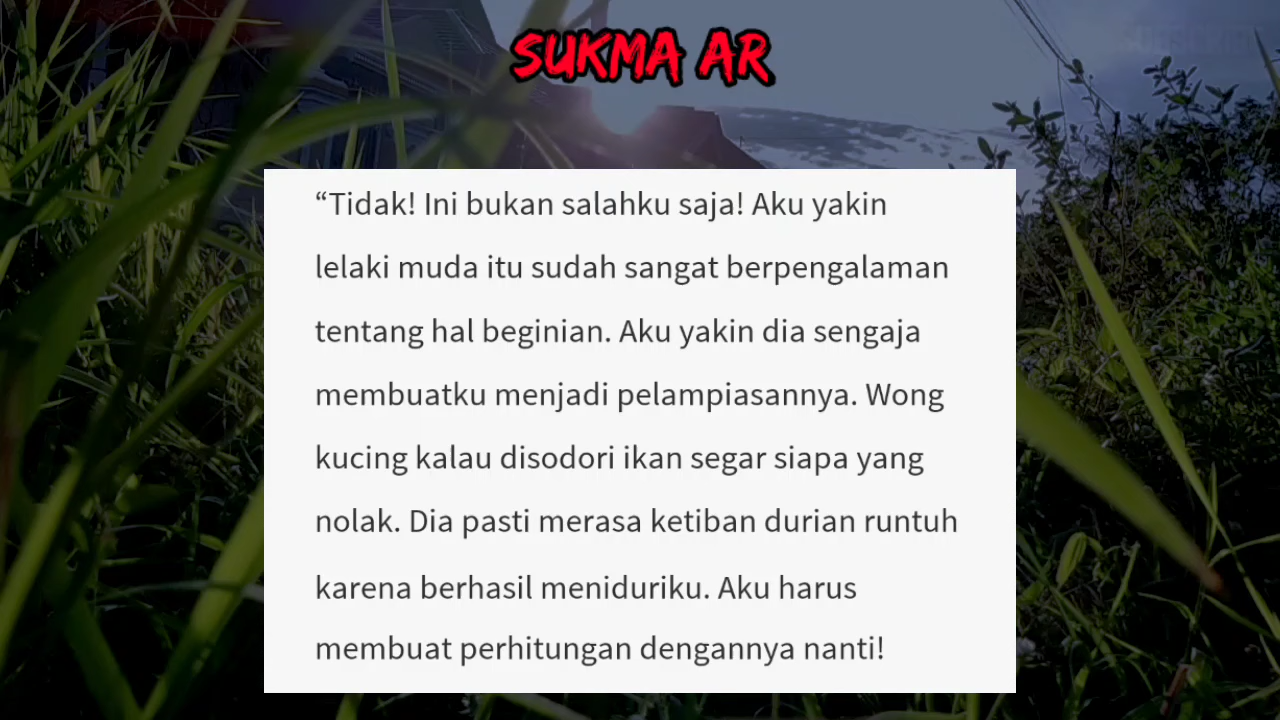 SUKMA AR
“Tidak! Ini bukan salahku saja! Aku yakin
lelaki muda itu sudah sangat berpengalaman
tentang hal beginian. Aku yakin dia sengaja
membuatku menjadi pelampiasannya. Wong
kucing kalau disodori ikan segar siapa yang
nolak. Dia pasti merasa ketiban durian runtuh
karena berhasil meniduriku. Aku harus
membuat perhitungan dengannya nanti!